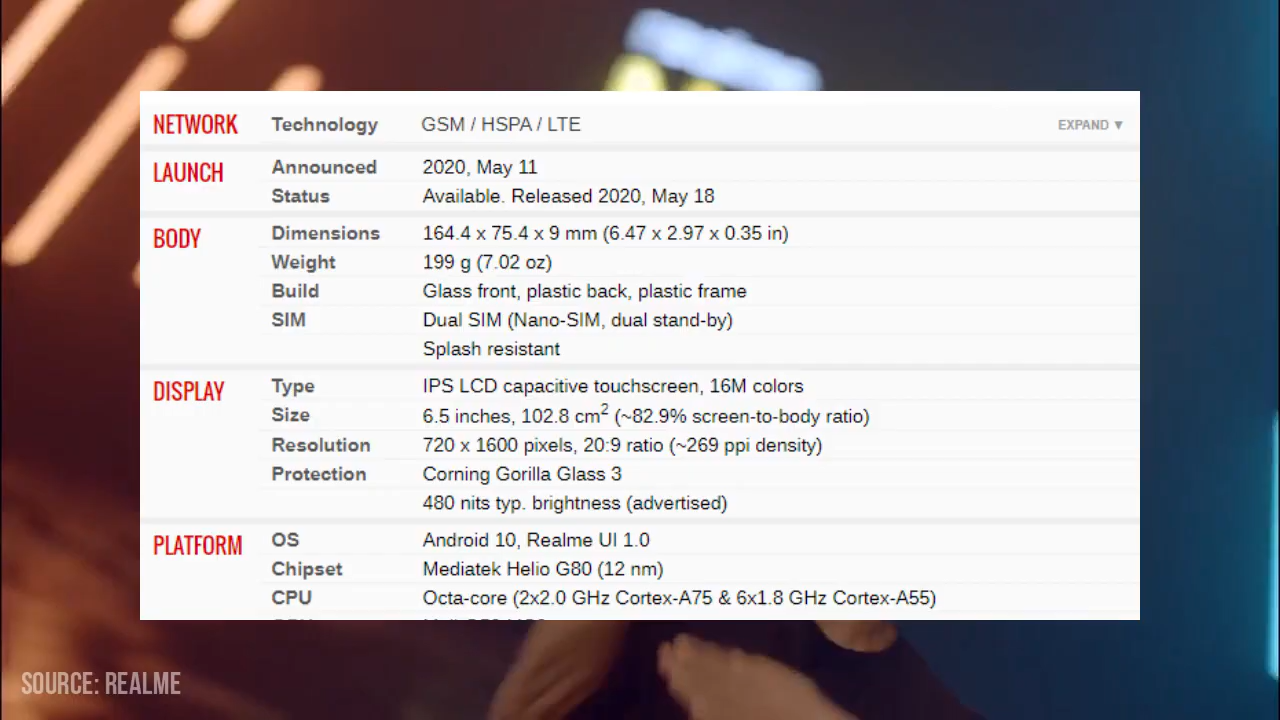 NETWORK Technology GSM / HSPA / LTE EXPAND ▼
LAUNCH Announced 2020, May 11
Status Available. Released 2020, May 18
BODY Dimensions 164.4 x 75.4 x 9 mm (6.47 x 2.97 x 0.35 in)
Weight 199 g (7.02 oz)
Build Glass front, plastic back, plastic frame
SIM Dual SIM (Nano-SIM, dual stand-by)
Splash resistant
DISPLAY Type IPS LCD capacitive touchscreen, 16M colors
Size 6.5 inches, 102.8 cm² (~82.9% screen-to-body ratio)
Resolution 720 x 1600 pixels, 20:9 ratio (~269 ppi density)
Protection Corning Gorilla Glass 3
480 nits typ. brightness (advertised)
PLATFORM OS Android 10, Realme UI 1.0
Chipset Mediatek Helio G80 (12 nm)
CPU Octa-core (2x2.0 GHz Cortex-A75 & 6x1.8 GHz Cortex-A55)
SOURCE: REALME